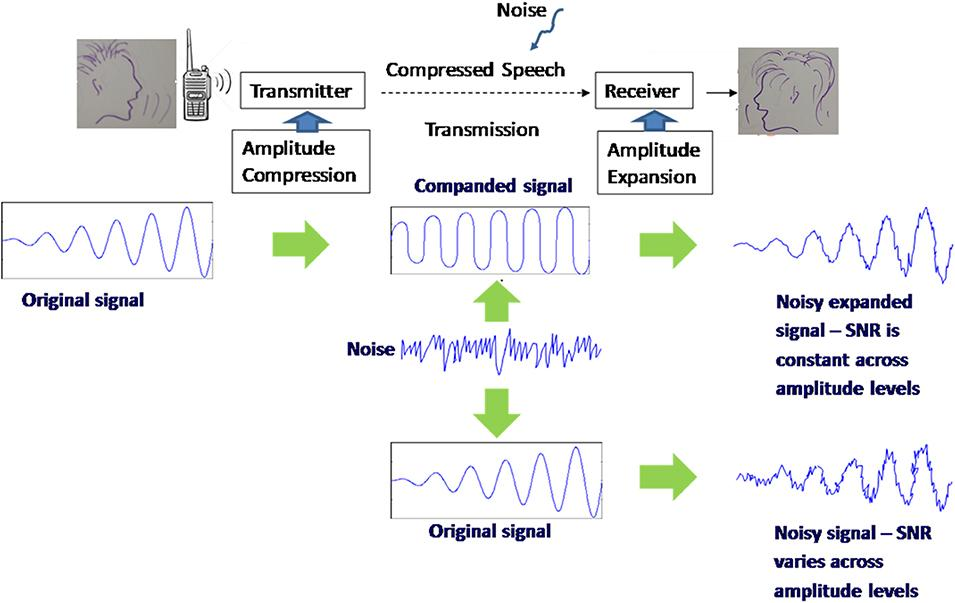 Noise
Compressed Speech
Transmitter
Receiver
Transmission
Amplitude
Compression
Amplitude
Expansion
Companded signal
Original signal
Noisy expanded
signal – SNR is
constant across
amplitude levels
Noise
Original signal
Noisy signal – SNR
varies across
amplitude levels